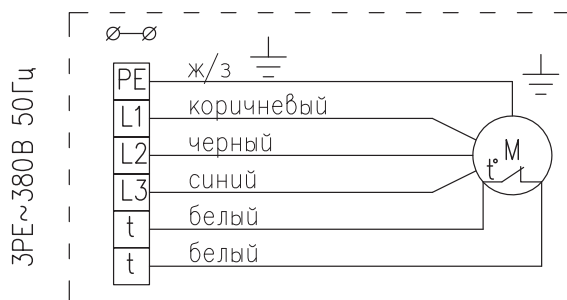 3PE~380В 50Гц
PE ж/з
L1 коричневый
L2 черный
L3 синий
t белый
t белый
M
t°